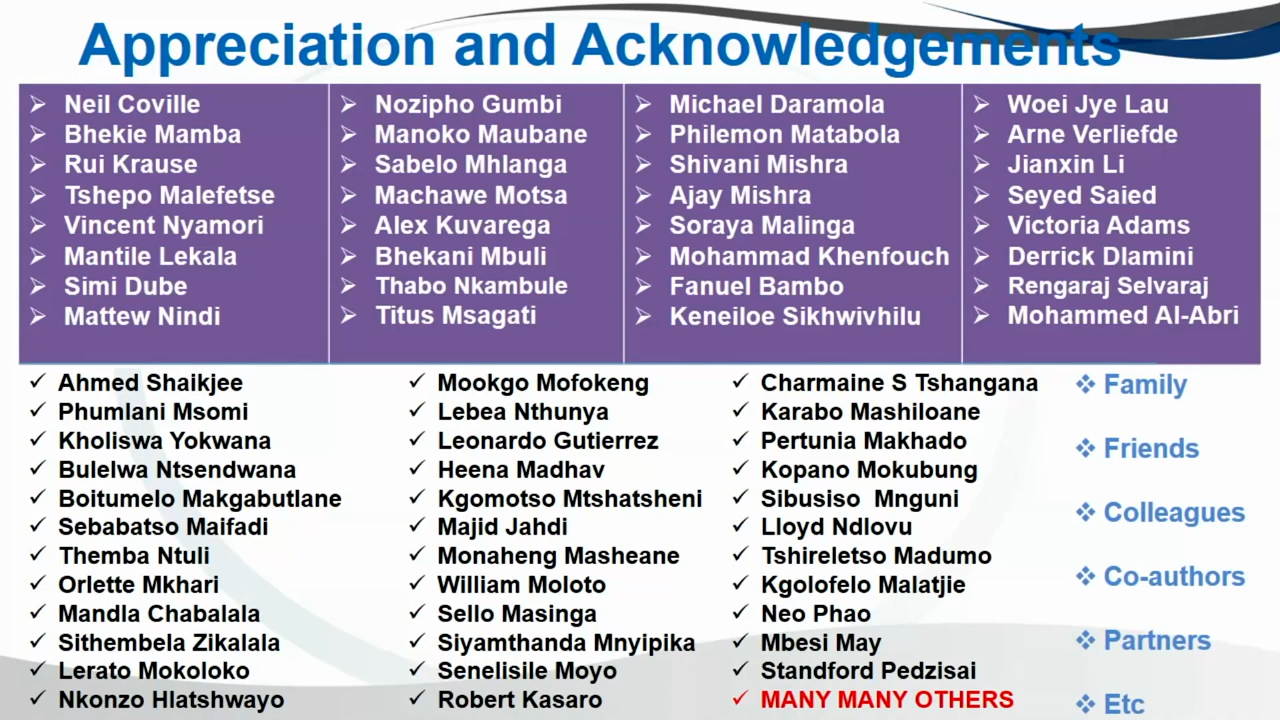 Appreciation and Acknowledgements
Neil Coville
Bhekie Mamba
Rui Krause
Tshepo Malefetse
Vincent Nyamori
Mantile Lekala
Simi Dube
Mattew Nindi
Nozipho Gumbi
Manoko Maubane
Sabelo Mhlanga
Machawe Motsa
Alex Kuvarega
Bhekani Mbuli
Thabo Nkambule
Titus Msagati
Michael Daramola
Philemon Matabola
Shivani Mishra
Ajay Mishra
Soraya Malinga
Mohammad Khenfouch
Fanuel Bambo
Keneiloe Sikhwivhilu
Woei Jye Lau
Arne Verliefde
Jianxin Li
Seyed Saied
Victoria Adams
Derrick Dlamini
Rengaraj Selvaraj
Mohammed Al-Abri
Ahmed Shaikjee
Phumlani Msomi
Kholiswa Yokwana
Bulelwa Ntsendwana
Boitumelo Makgabutlane
Sebabatso Maifadi
Themba Ntuli
Orlette Mkhari
Mandla Chabalala
Sithembela Zikalala
Lerato Mokoloko
Nkonzo Hlatshwayo
Mookgo Mofokeng
Lebea Nthunya
Leonardo Gutierrez
Heena Madhav
Kgomotso Mtshatsheni
Majid Jahdi
Monaheng Masheane
William Moloto
Sello Masinga
Siyamthanda Mnyipika
Senelisile Moyo
Robert Kasaro
Charmaine S Tshangana
Karabo Mashiloane
Pertunia Makhado
Kopano Mokubung
Sibusiso Mnguni
Lloyd Ndlovu
Tshireletso Madumo
Kgolofelo Malatjie
Neo Phao
Mbesi May
Standford Pedzisai
MANY MANY OTHERS
Family
Friends
Colleagues
Co-authors
Partners
Etc